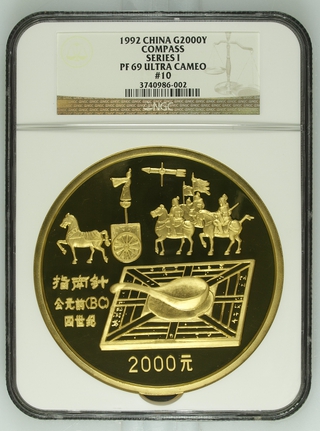 1992 CHINA G2000Y
COMPASS
SERIES I
PF 69 ULTRA CAMEO
#10
3740986-002
NGC
指南针
公元前(BC)
四世纪
2000元